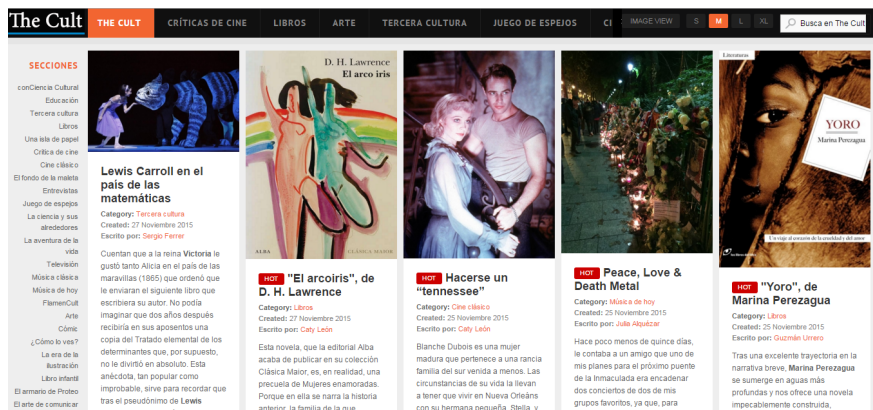 The Cult
THE CULT
CRÍTICAS DE CINE
LIBROS
ARTE
TERCERA CULTURA
JUEGO DE ESPEJOS
IMAGE VIEW
S
M
L
XL
Busca en The Cult
SECCIONES
conCiencia Cultural
Educación
Tercera cultura
Libros
Una isla de papel
Crítica de cine
Cine clásico
El fondo de la maleta
Entrevistas
Juego de espejos
La ciencia y sus
alrededores
La aventura de la
vida
Televisión
Música clásica
Música de hoy
FlamenCult
Arte
Cómic
¿Cómo lo ves?
La era de la
ilustración
Libro infantil
El armario de Proteo
El arte de comunicar
Lewis Carroll en el
país de las
matemáticas
Category: Tercera cultura
Created: 27 Noviembre 2015
Escrito por: Sergio Ferrer
Cuentan que a la reina Victoria le
gustó tanto Alicia en el país de las
maravillas (1865) que ordenó que
le enviaran el siguiente libro que
escribiera su autor. No podía
imaginar que dos años después
recibiría en sus aposentos una
copia del Tratado elemental de los
determinantes que, por supuesto,
no le divirtió en absoluto. Esta
anécdota, tan popular como
improbable, sirve para recordar que
tras el pseudónimo de Lewis
D. H. Lawrence
El arco iris
ALBA
CLÁSICA MAIOR
HOT "El arcoiris", de
D. H. Lawrence
Category: Libros
Created: 27 Noviembre 2015
Escrito por: Caty León
Esta novela, que la editorial Alba
acaba de publicar en su colección
Clásica Maior, es, en realidad, una
precuela de Mujeres enamoradas.
Porque en ella se narra la historia
anterior, la familia de la que
HOT Hacerse un
“tennessee”
Category: Cine clásico
Created: 25 Noviembre 2015
Escrito por: Caty León
Blanche Dubois es una mujer
madura que pertenece a una rancia
familia del sur venida a menos. Las
circunstancias de su vida la llevan
a tener que vivir en Nueva Orleáns
con su hermana pequeña, Stella, y
HOT Peace, Love &
Death Metal
Category: Música de hoy
Created: 25 Noviembre 2015
Escrito por: Julia Alquézar
Hace poco menos de quince días,
le contaba a un amigo que uno de
mis planes para el próximo puente
de la Inmaculada era encadenar
dos conciertos de dos de mis
grupos favoritos, ya que, para
Literaturas
YORO
Marina Perezagua
Un viaje al corazón de la crueldad y del amor
HOT "Yoro", de
Marina Perezagua
Category: Libros
Created: 25 Noviembre 2015
Escrito por: Guzmán Urrero
Tras una excelente trayectoria en la
narrativa breve, Marina Perezagua
se sumerge en aguas más
profundas y nos ofrece una novela
impecablemente construida,